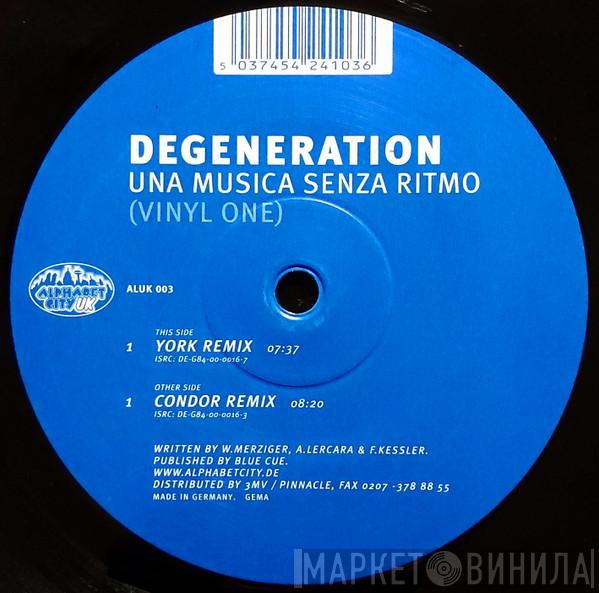 5 037454 241036
DEGENERATION
UNA MUSICA SENZA RITMO
(VINYL ONE)
ALPHABET
CITY UK
ALUK 003
THIS SIDE
1 YORK REMIX 07:37
ISRC: DE-G84-00-0016-7
OTHER SIDE
1 CONDOR REMIX 08:20
ISRC: DE-G84-00-0016-3
WRITTEN BY W.MERZIGER, A.LERCARA & F.KESSLER.
PUBLISHED BY BLUE CUE.
WWW.ALPHABETCITY.DE
DISTRIBUTED BY 3MV / PINNACLE, FAX 0207 -378 88 55
MADE IN GERMANY. GEMA
МАРКЕТ ВИНИЛА